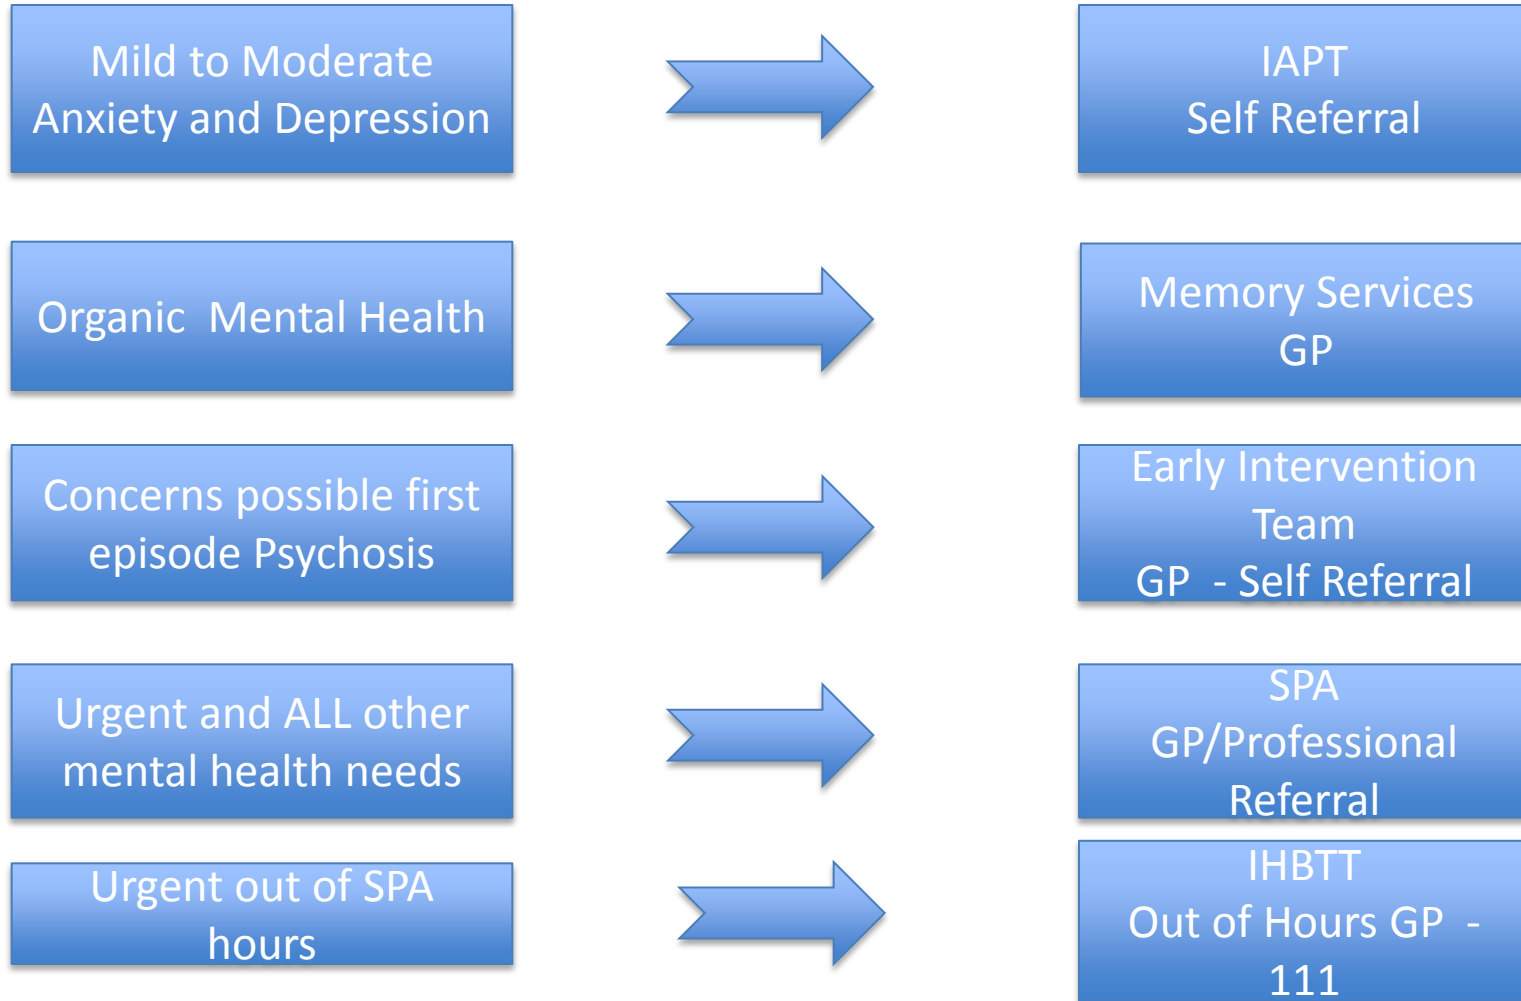 Mild to Moderate
Anxiety and Depression
IAPT
Self Referral
Organic  Mental Health
Memory Services
GP
Concerns possible first
episode Psychosis
Early Intervention
Team
GP  - Self Referral
Urgent and ALL other
mental health needs
SPA
GP/Professional
Referral
Urgent out of SPA
hours
IHBTT
Out of Hours GP  -
111